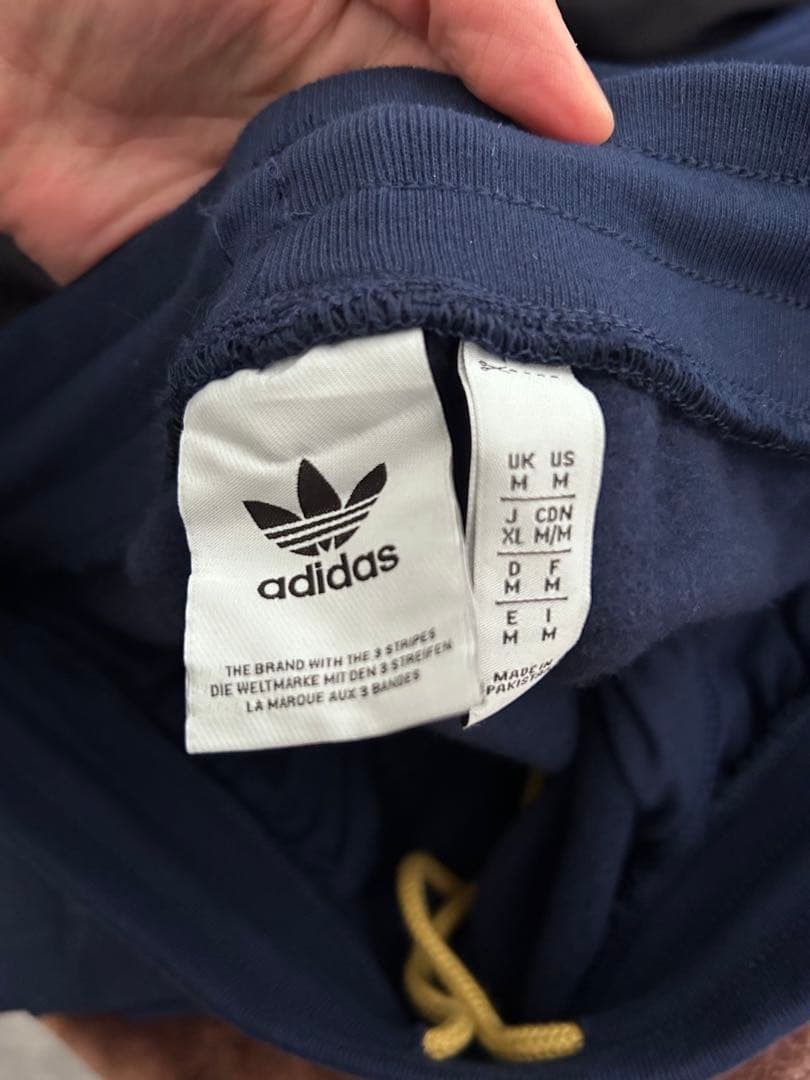 adidas
THE BRAND WITH THE 3 STRIPES
DIE WELTMARKE MIT DEN 3 STREIFEN
LA MARQUE AUX 3 BANDES
UK US
M M
J CDN
XL M/M
D F
M M
E I
M M
MADE IN
PAKISTAN